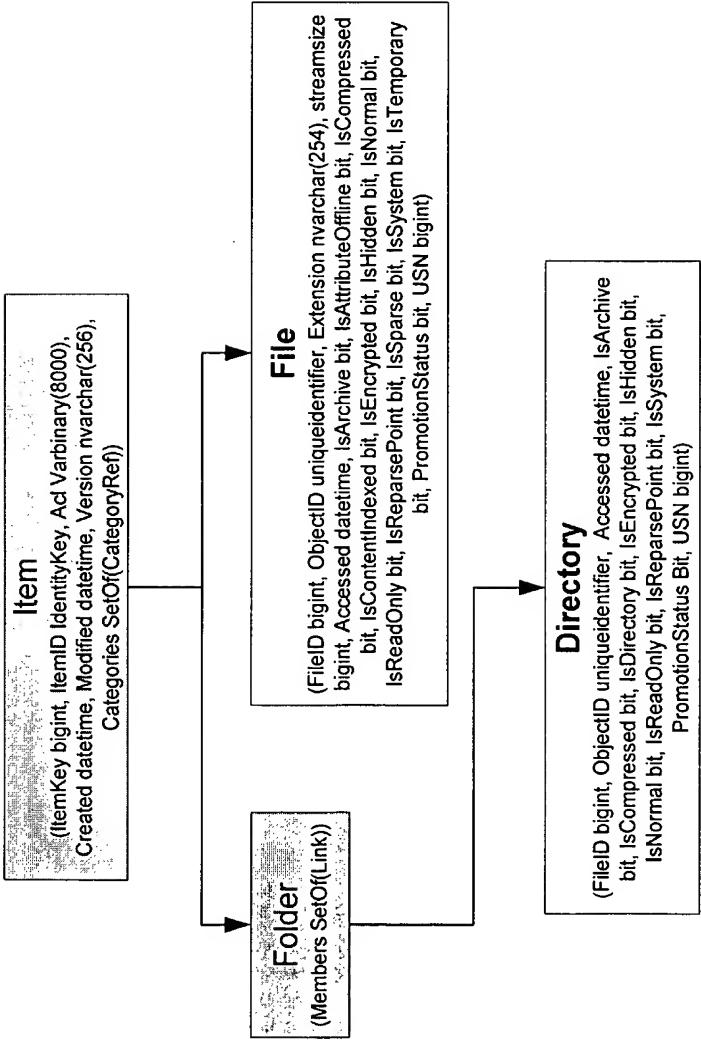 Item
(ItemKey bigint, ItemID IdentityKey, Acl Varbinary(8000),
Created datetime, Modified datetime, Version nvarchar(256),
Categories SetOf(CategoryRef))
Folder
(Members SetOf(Link))
File
(FileID bigint, ObjectID uniqueidentifier, Extension nvarchar(254), streamsize
bigint, Accessed datetime, IsArchive bit, IsAttributeOffline bit, IsCompressed
bit, IsContentIndexed bit, IsEncrypted bit, IsHidden bit, IsNormal bit,
IsReadOnly bit, IsReparsePoint bit, IsSparse bit, IsSystem bit, IsTemporary
bit, PromotionStatus bit, USN bigint)
Directory
(FileID bigint, ObjectID uniqueidentifier, Accessed datetime, IsArchive
bit, IsCompressed bit, IsDirectory bit, IsEncrypted bit, IsHidden bit,
IsNormal bit, IsReadOnly bit, IsReparsePoint bit, IsSystem bit,
PromotionStatus Bit, USN bigint)